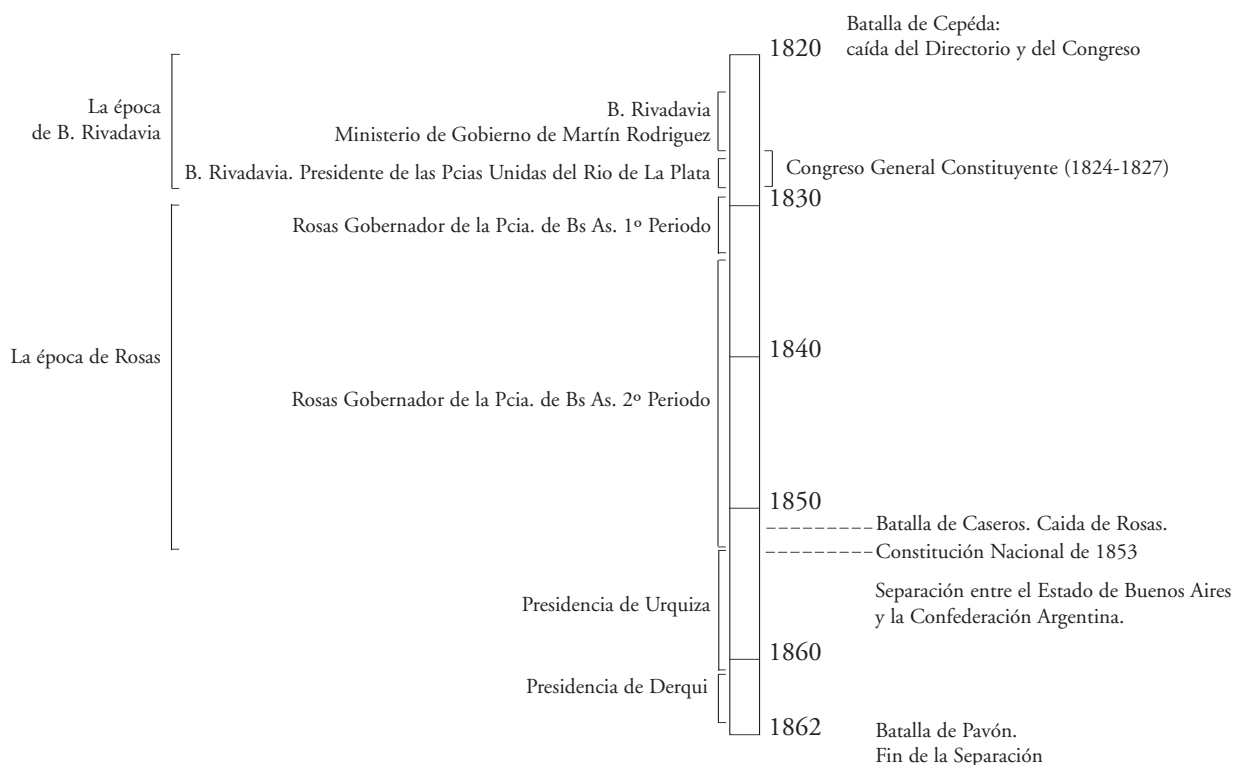 Batalla de Cepéda:
1820 caída del Directorio y del Congreso
La época
de B. Rivadavia
B. Rivadavia
Ministerio de Gobierno de Martín Rodriguez
B. Rivadavia. Presidente de las Pcias Unidas del Rio de La Plata
Congreso General Constituyente (1824-1827)
1830
Rosas Gobernador de la Pcia. de Bs As. 1º Periodo
1840
La época de Rosas
Rosas Gobernador de la Pcia. de Bs As. 2º Periodo
1850
Batalla de Caseros. Caida de Rosas.
Constitución Nacional de 1853
Separación entre el Estado de Buenos Aires
y la Confederación Argentina.
Presidencia de Urquiza
1860
Presidencia de Derqui
1862 Batalla de Pavón.
Fin de la Separación